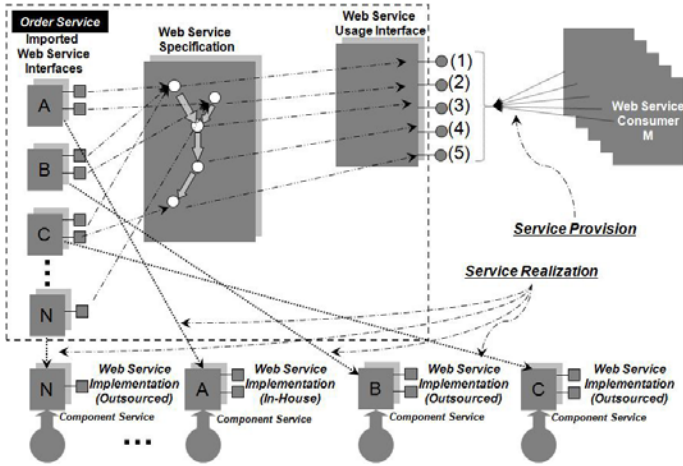 Order Service
Imported
Web Service
Interfaces
Web Service
Specification
Web Service
Usage Interface
A
B
C
N
(1)
(2)
(3)
(4)
(5)
Web Service
Consumer
M
Service Provision
Service Realization
N
Web Service
Implementation
(Outsourced)
Component Service
A
Web Service
Implementation
(In-House)
Component Service
B
Web Service
Implementation
(Outsourced)
Component Service
C
Web Service
Implementation
(Outsourced)
Component Service